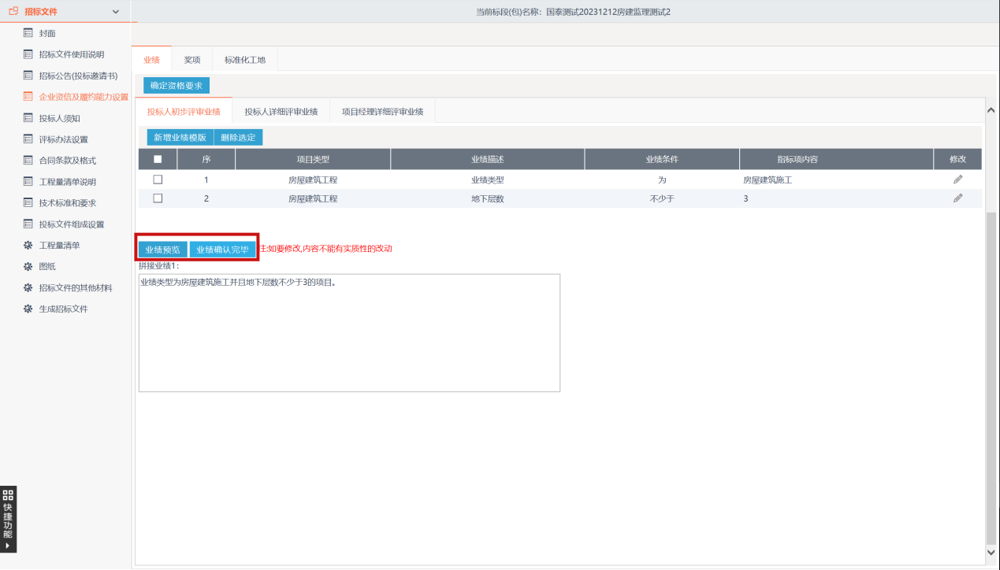 招标文件
当前标段(包)名称：国泰测试20231212房建监理测试2
封面
招标文件使用说明
招标公告(投标邀请书)
企业资信及履约能力设置
投标人须知
评标办法设置
合同条款及格式
工程量清单说明
技术标准和要求
投标文件组成设置
工程量清单
图纸
招标文件的其他材料
生成招标文件
快捷功能
业绩 奖项 标准化工地
确定资格要求
投标人初步评审业绩 投标人详细评审业绩 项目经理详细评审业绩
新增业绩模版 删除选定
序 项目类型 业绩描述 业绩条件 指标项内容 修改
1 房屋建筑工程 业绩类型 为 房屋建筑施工
2 房屋建筑工程 地下层数 不少于 3
业绩预览 业绩确认完毕 注:如要修改,内容不能有实质性的改动
拼接业绩1：
业绩类型为房屋建筑施工并且地下层数不少于3的项目。